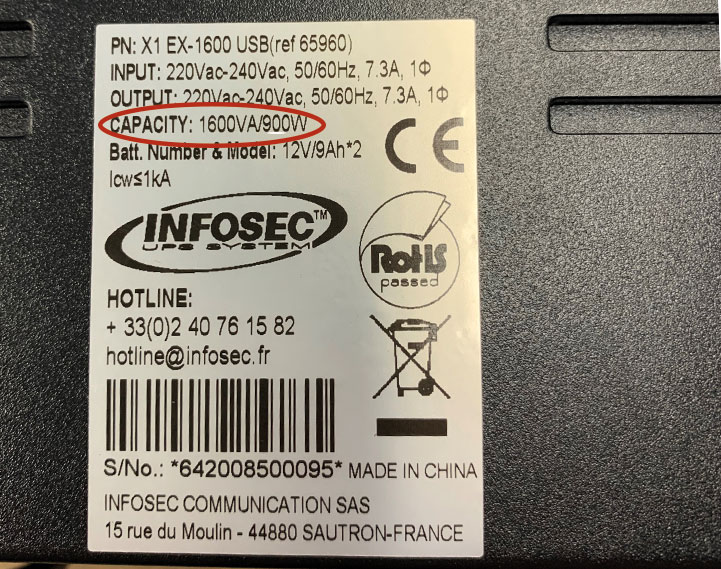 PN: X1 EX-1600 USB(ref 65960)
INPUT: 220Vac-240Vac, 50/60Hz, 7.3A, 1Φ
OUTPUT: 220Vac-240Vac, 50/60Hz, 7.3A, 1Φ
CAPACITY: 1600VA/900W
Batt. Number & Model: 12V/9Ah*2
Icw≤1kA
CE
INFOSEC™
UPS SYSTEM
RoHS
passed
HOTLINE:
+ 33(0)2 40 76 15 82
hotline@infosec.fr
S/No.: *642008500095* MADE IN CHINA
INFOSEC COMMUNICATION SAS
15 rue du Moulin - 44880 SAUTRON-FRANCE